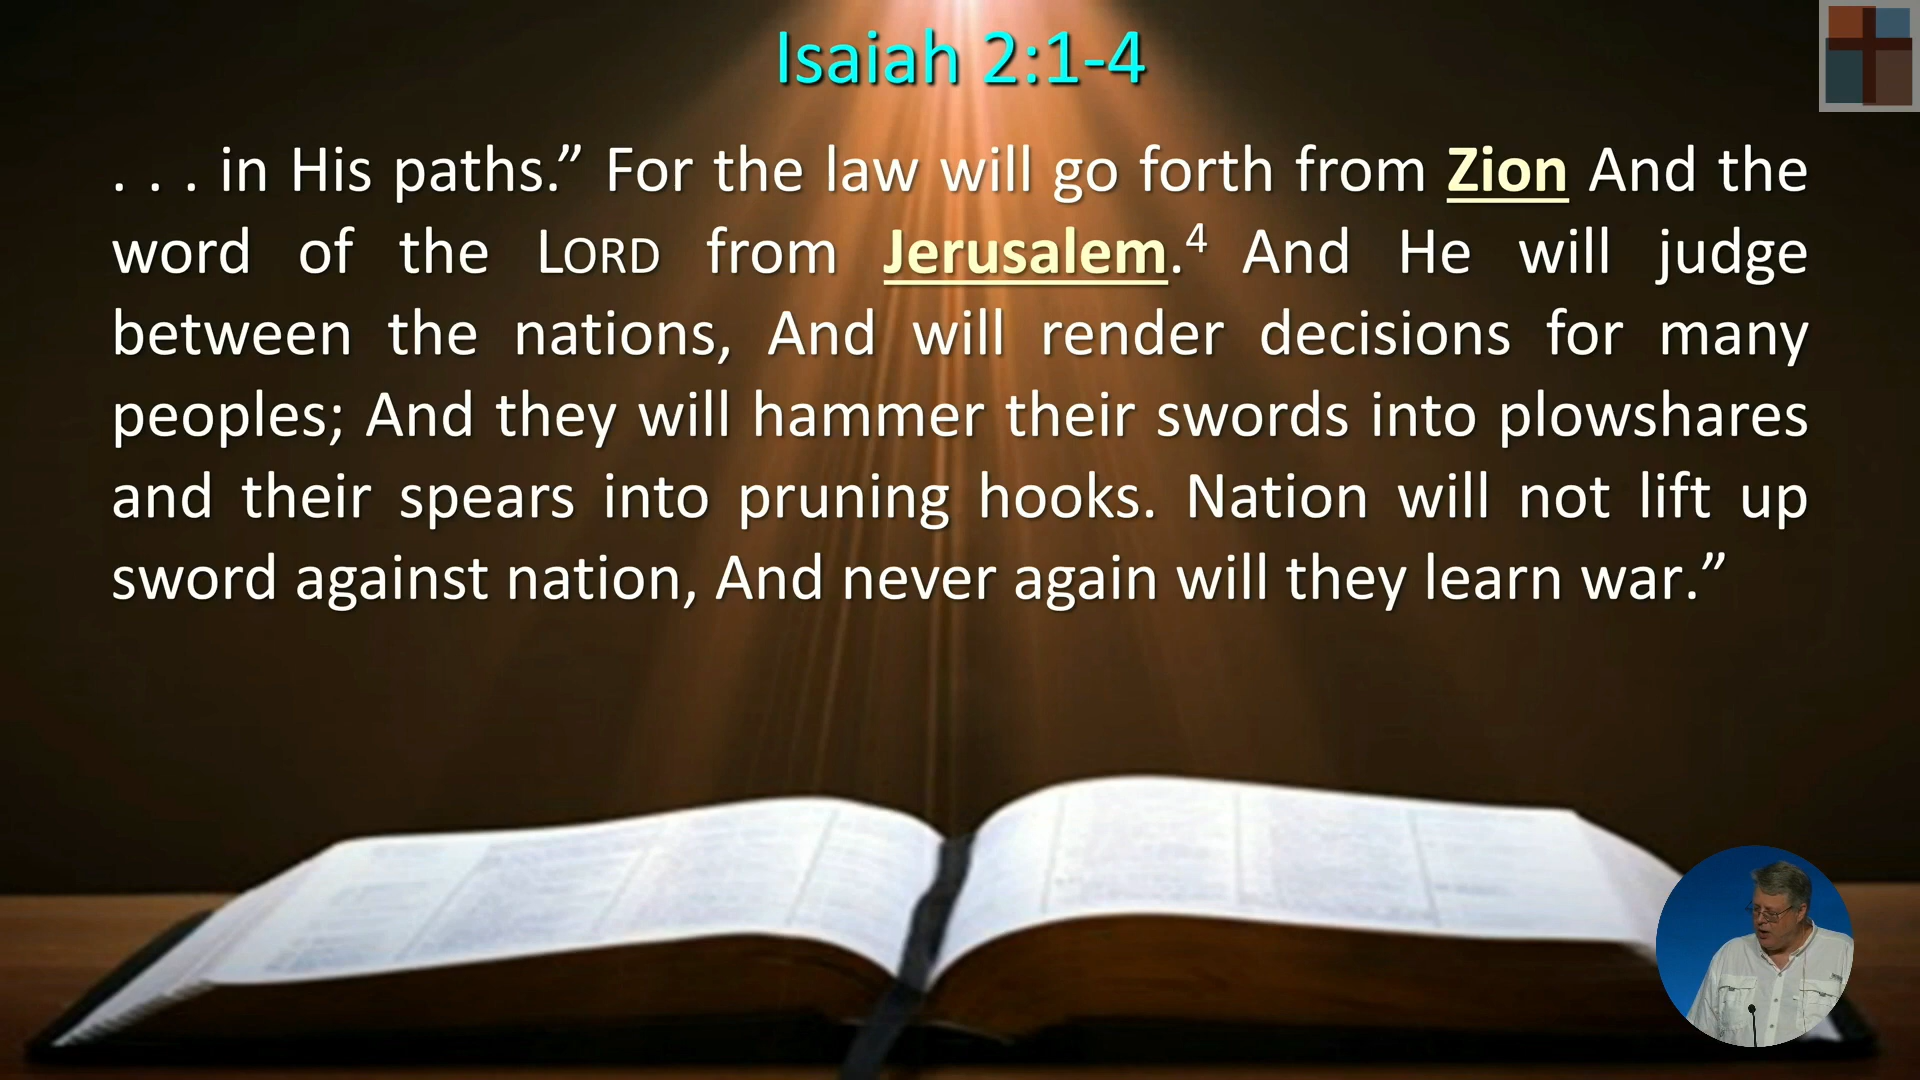 Isaiah 2:1-4
. . . in His paths.” For the law will go forth from Zion And the
word of the LORD from Jerusalem.4 And He will judge
between the nations, And will render decisions for many
peoples; And they will hammer their swords into plowshares
and their spears into pruning hooks. Nation will not lift up
sword against nation, And never again will they learn war.”